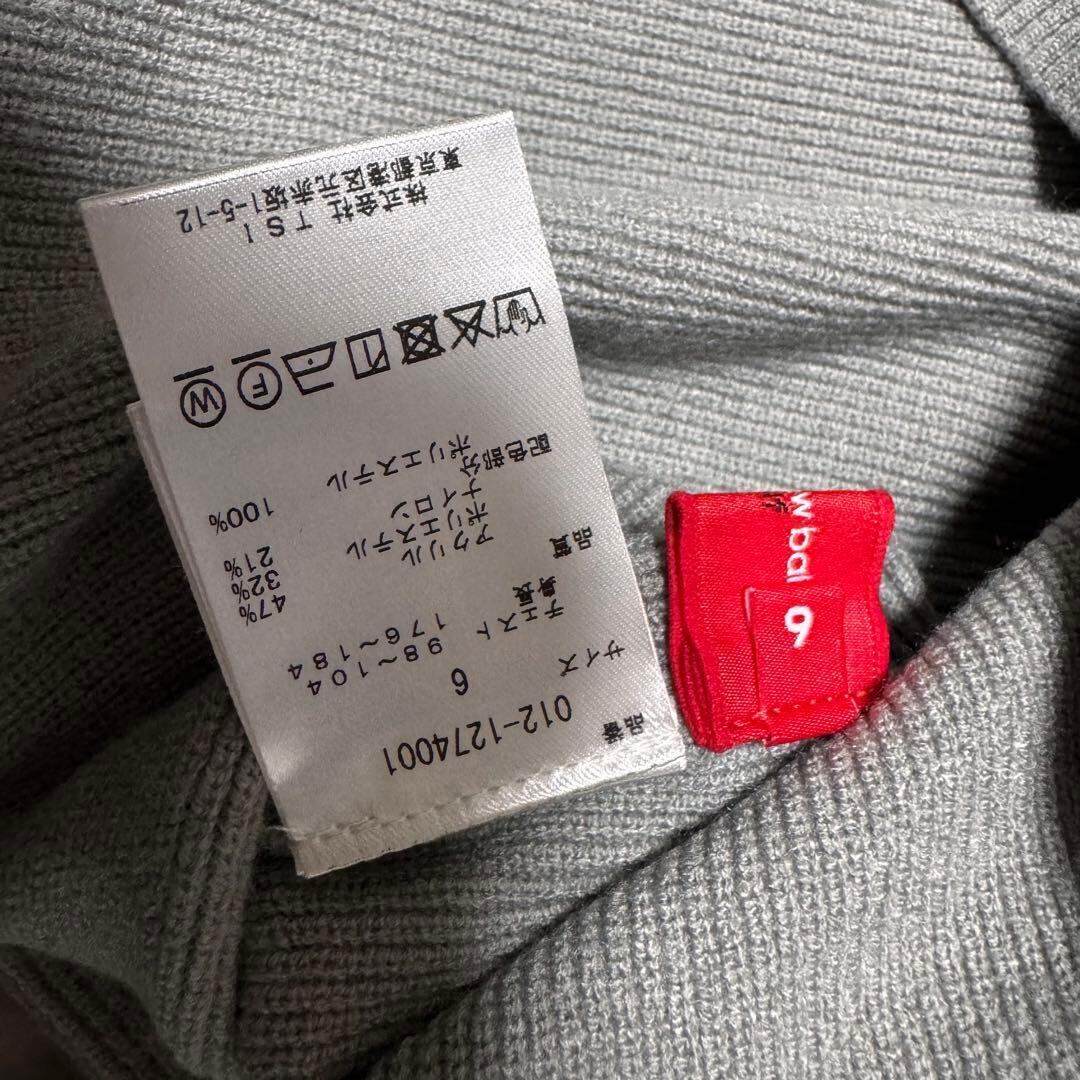 品番
012-1274001
サイズ 6
チェスト 98~104
身長 176~184
品質
アクリル 47%
ポリエステル 32%
ナイロン 21%
配色部分
ポリエステル 100%
W F
株式会社 TSI
東京都港区元赤坂1-5-12
w bal
6